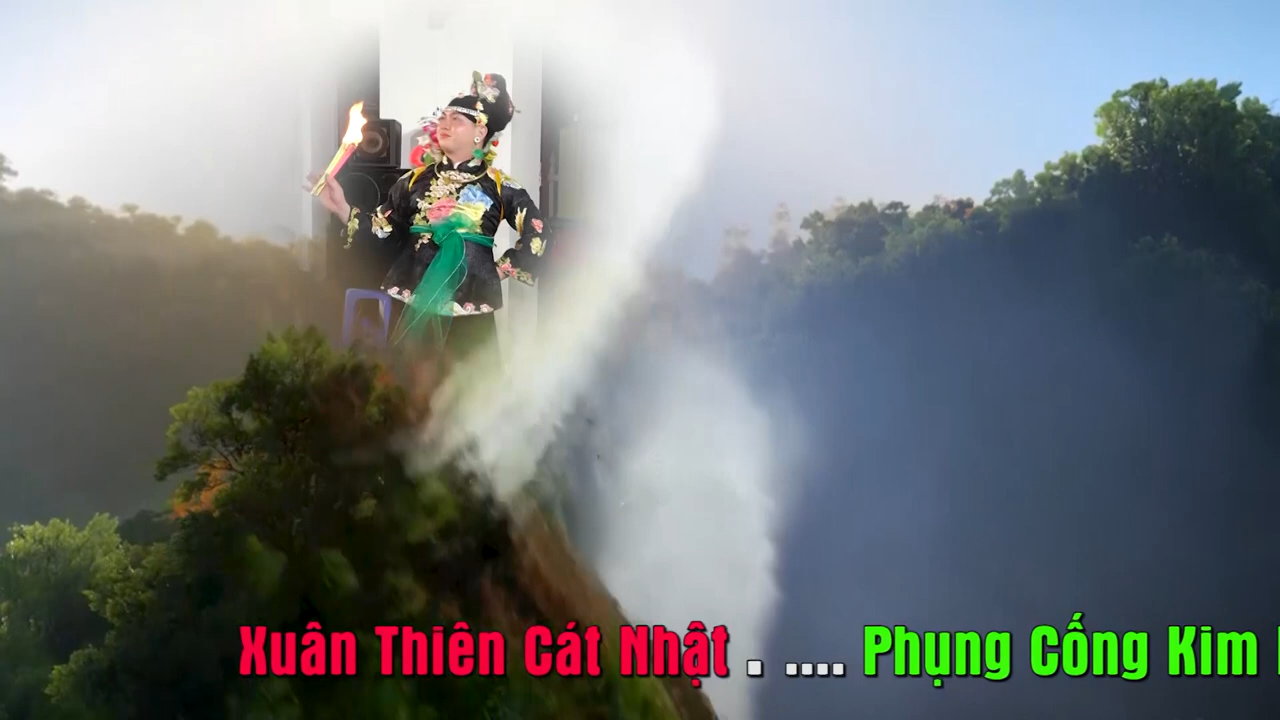 Xuân Thiên Cát Nhật . .... Phụng Cống Kim